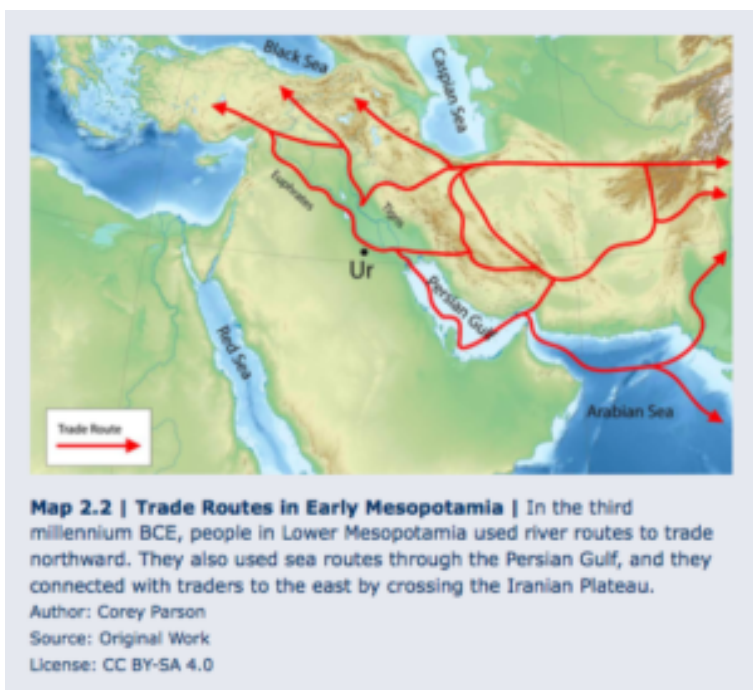 Black Sea
Caspian Sea
Euphrates
Tigris
Ur
Persian Gulf
Red Sea
Arabian Sea
Trade Route
Map 2.2 | Trade Routes in Early Mesopotamia | In the third
millennium BCE, people in Lower Mesopotamia used river routes to trade
northward. They also used sea routes through the Persian Gulf, and they
connected with traders to the east by crossing the Iranian Plateau.
Author: Corey Parson
Source: Original Work
License: CC BY-SA 4.0